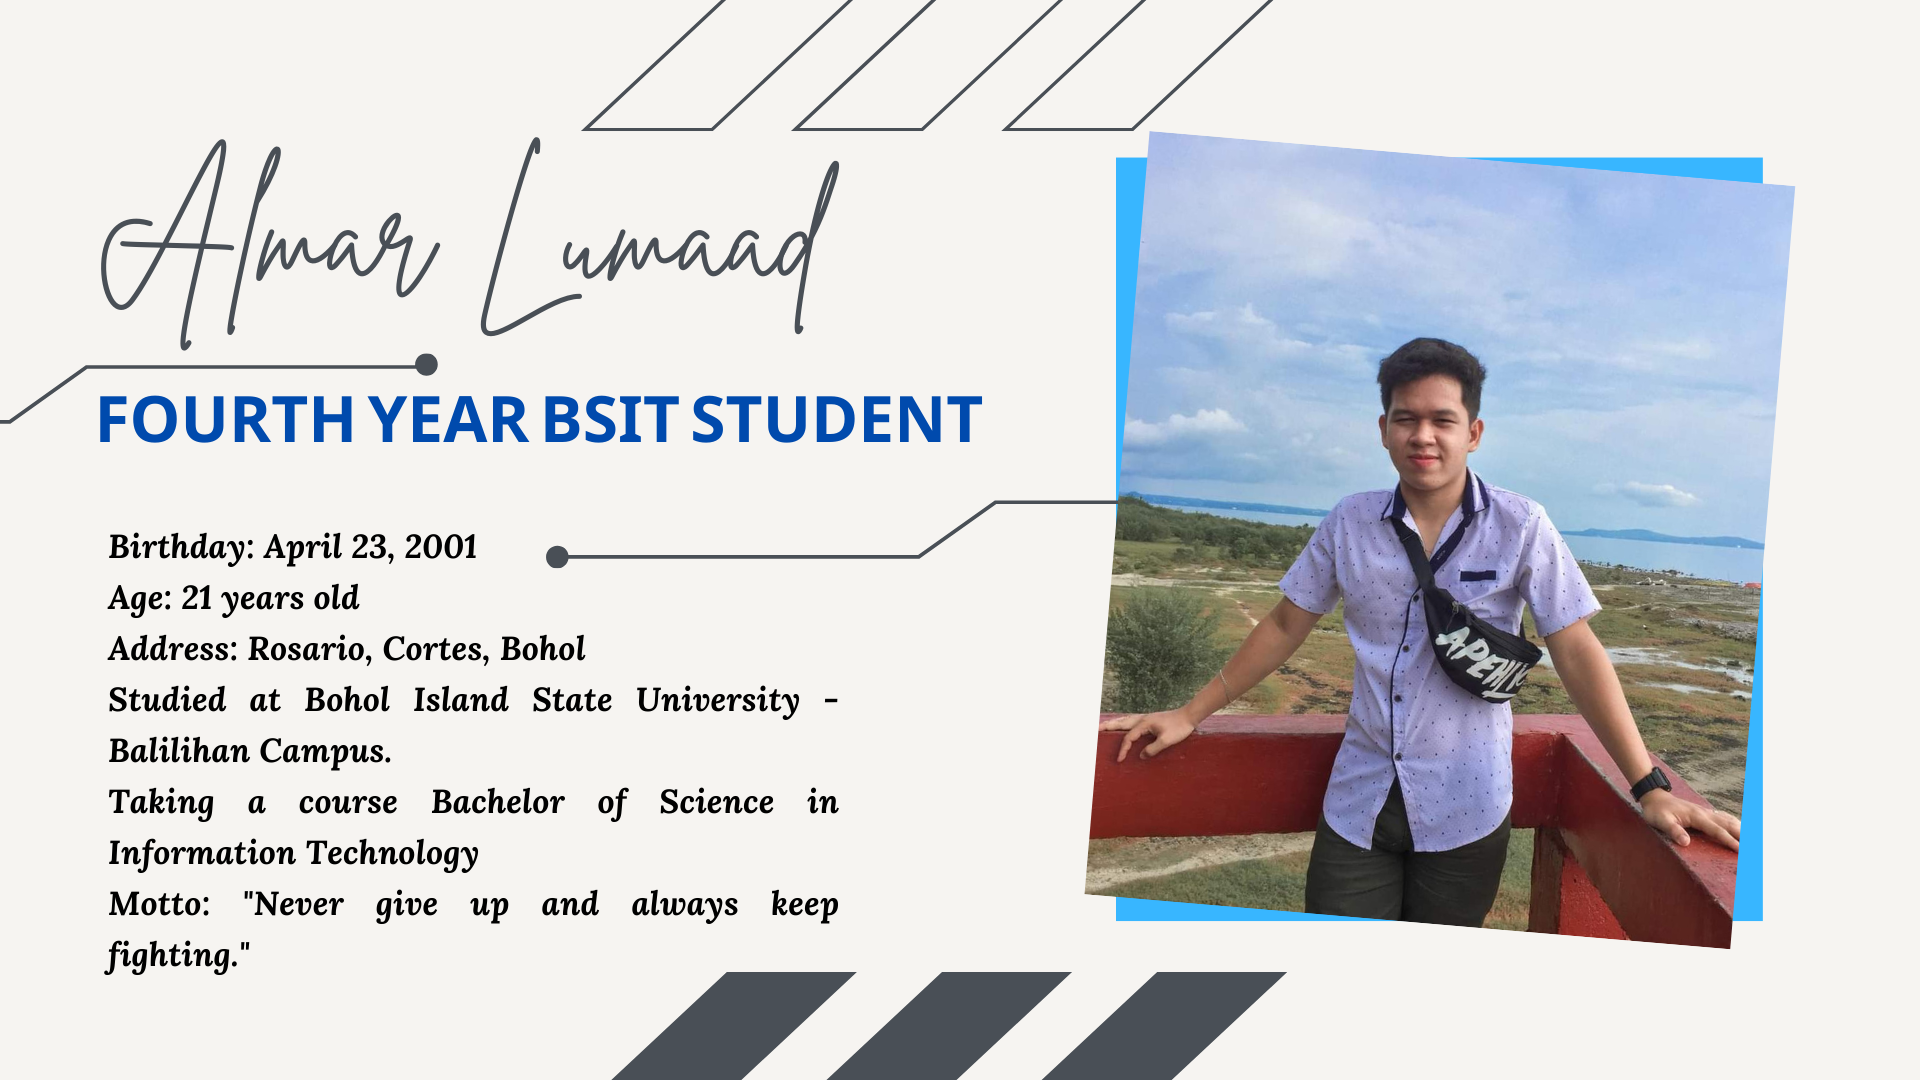 Almar Lumaad
FOURTH YEAR BSIT STUDENT
Birthday: April 23, 2001
Age: 21 years old
Address: Rosario, Cortes, Bohol
Studied at Bohol Island State University -
Balilihan Campus.
Taking a course Bachelor of Science in
Information Technology
Motto: "Never give up and always keep
fighting."